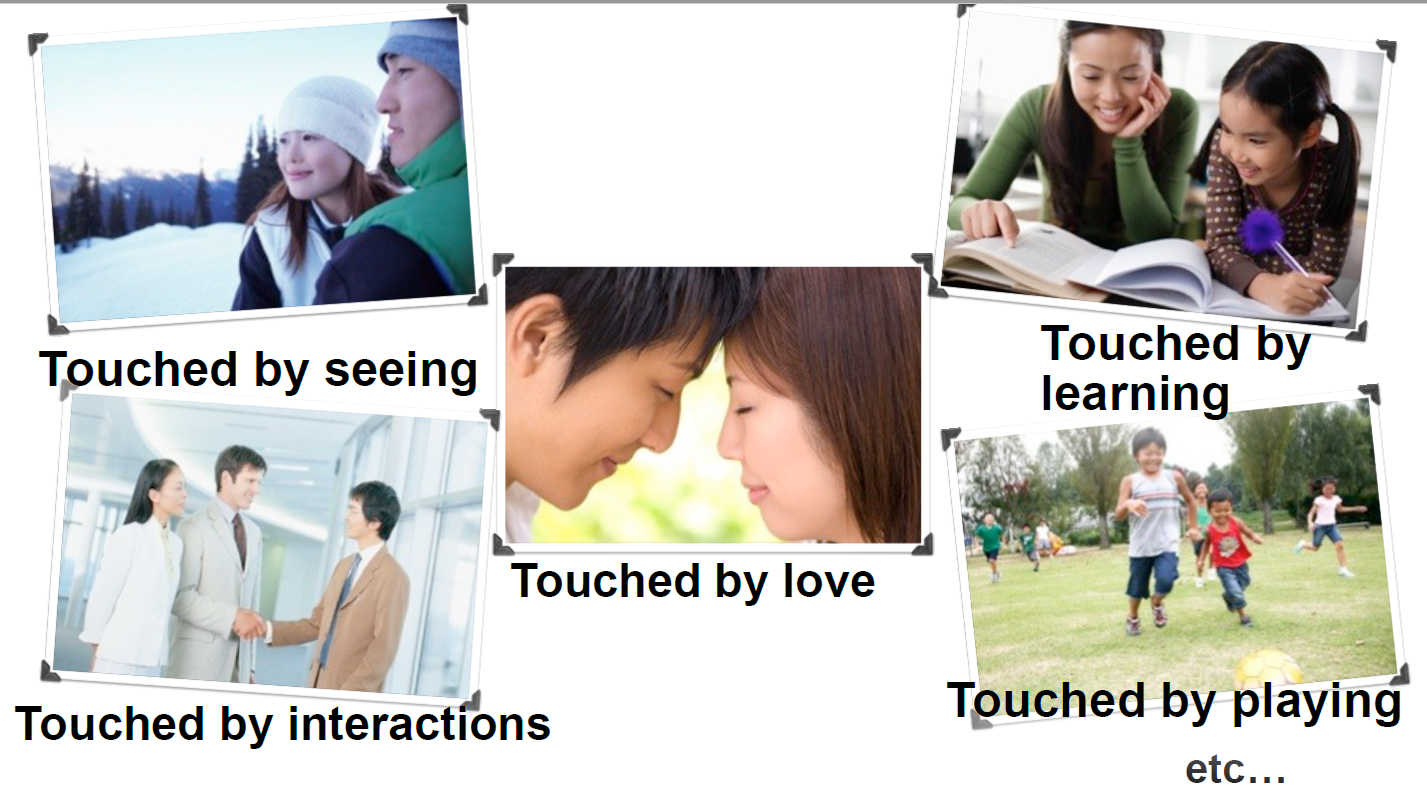 Touched by seeing
Touched by
learning
Touched by love
Touched by interactions
Touched by playing
etc…